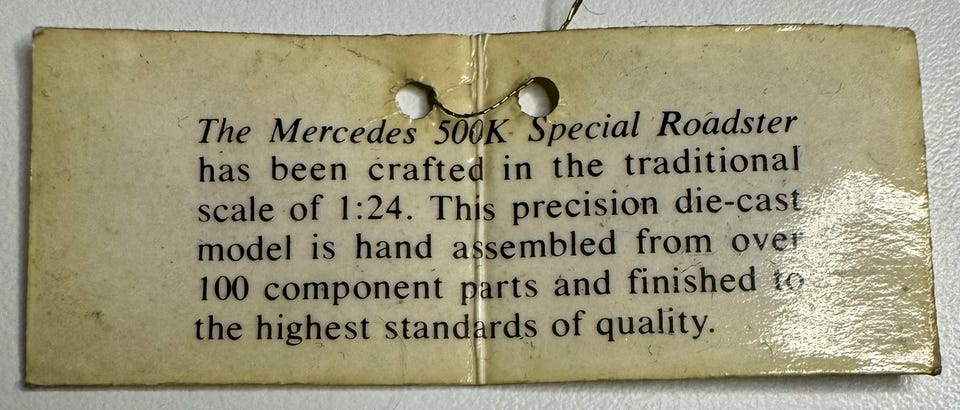 The Mercedes 500K Special Roadster
has been crafted in the traditional
scale of 1:24. This precision die-cast
model is hand assembled from over
100 component parts and finished to
the highest standards of quality.